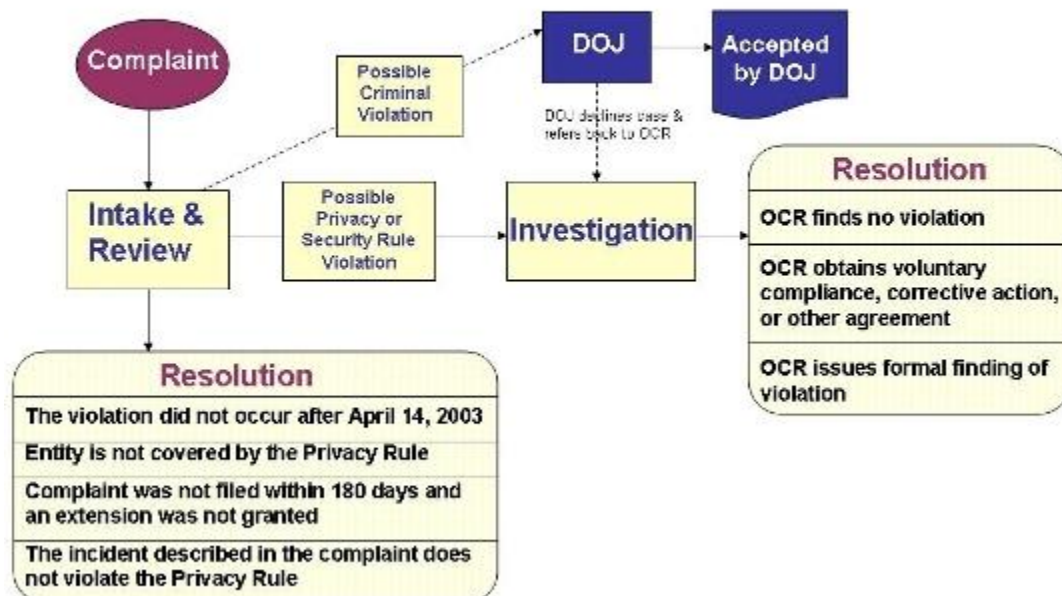 Complaint
Possible
Criminal
Violation
DOJ
Accepted
by DOJ
DOJ declines case &
refers back to OCR
Intake &
Review
Possible
Privacy or
Security Rule
Violation
Investigation
Resolution
OCR finds no violation
OCR obtains voluntary
compliance, corrective action,
or other agreement
OCR issues formal finding of
violation
Resolution
The violation did not occur after April 14, 2003
Entity is not covered by the Privacy Rule
Complaint was not filed within 180 days and
an extension was not granted
The incident described in the complaint does
not violate the Privacy Rule